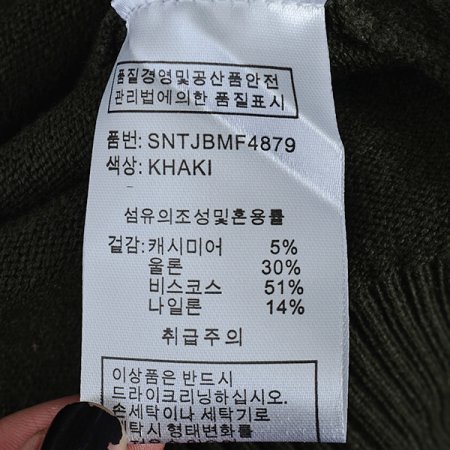 품질경영및공산품안전
관리법에의한 품질표시
품번: SNTJBMF4879
색상: KHAKI
섬유의조성및혼용률
겉감: 캐시미어 5%
울론 30%
비스코스 51%
나일론 14%
취급주의
이상품은 반드시
드라이크리닝하십시오.
손세탁이나 세탁기로
탁시 형태변화를